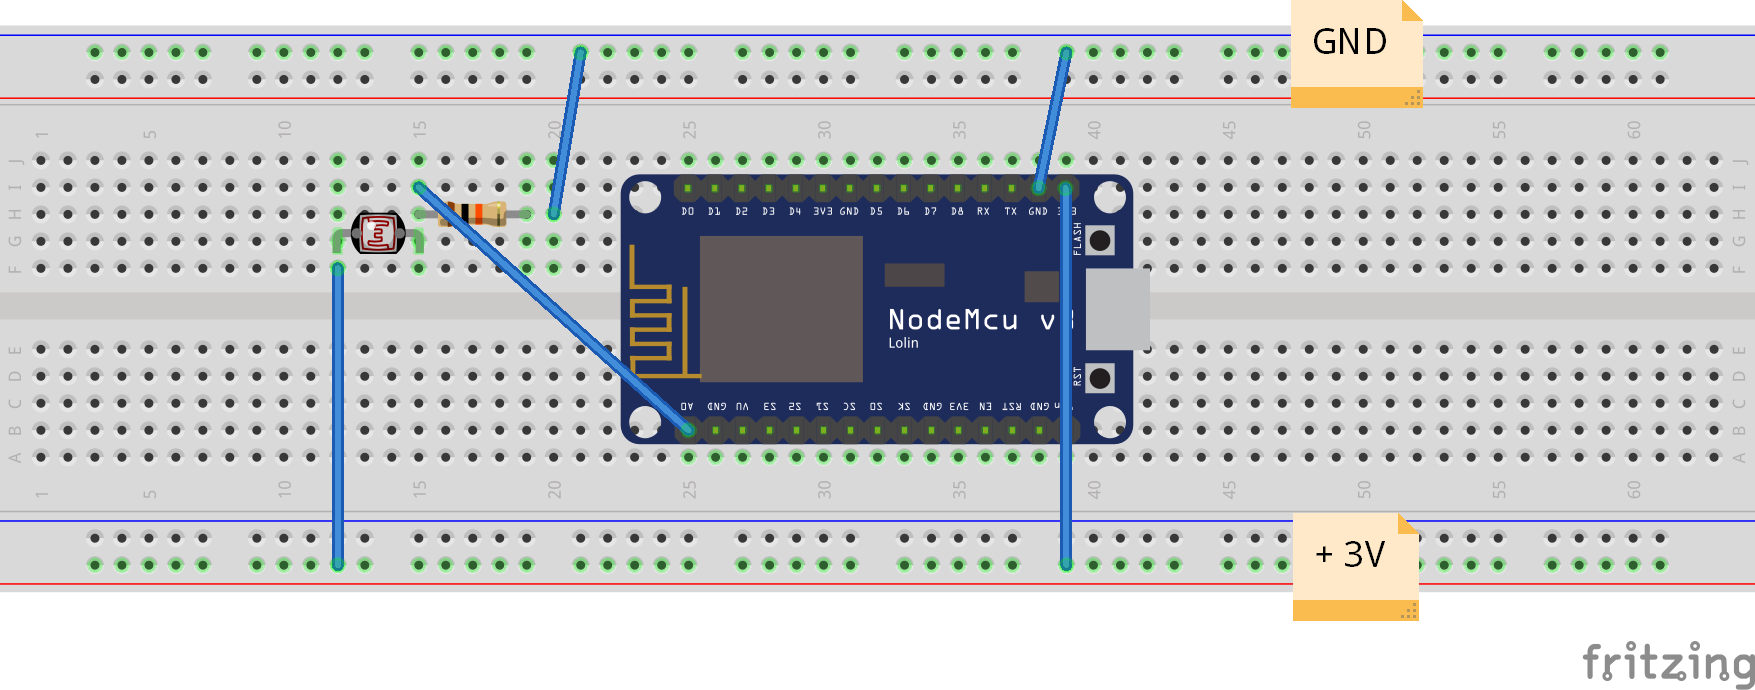 GND
1 5 10 15 20 25 30 35 40 45 50 55 60
J J
I I
H H
G G
F F
D0 D1 D2 D3 D4 3V3 GND D5 D6 D7 D8 RX TX GND
FLASH
NodeMcu
Lolin
RST
A0 GND VU S3 S2 S1 SC SO SK GND 3V3 EN RST GND
E E
D D
C C
B B
A A
1 5 10 15 20 25 30 35 40 45 50 55 60
+ 3V
fritzing